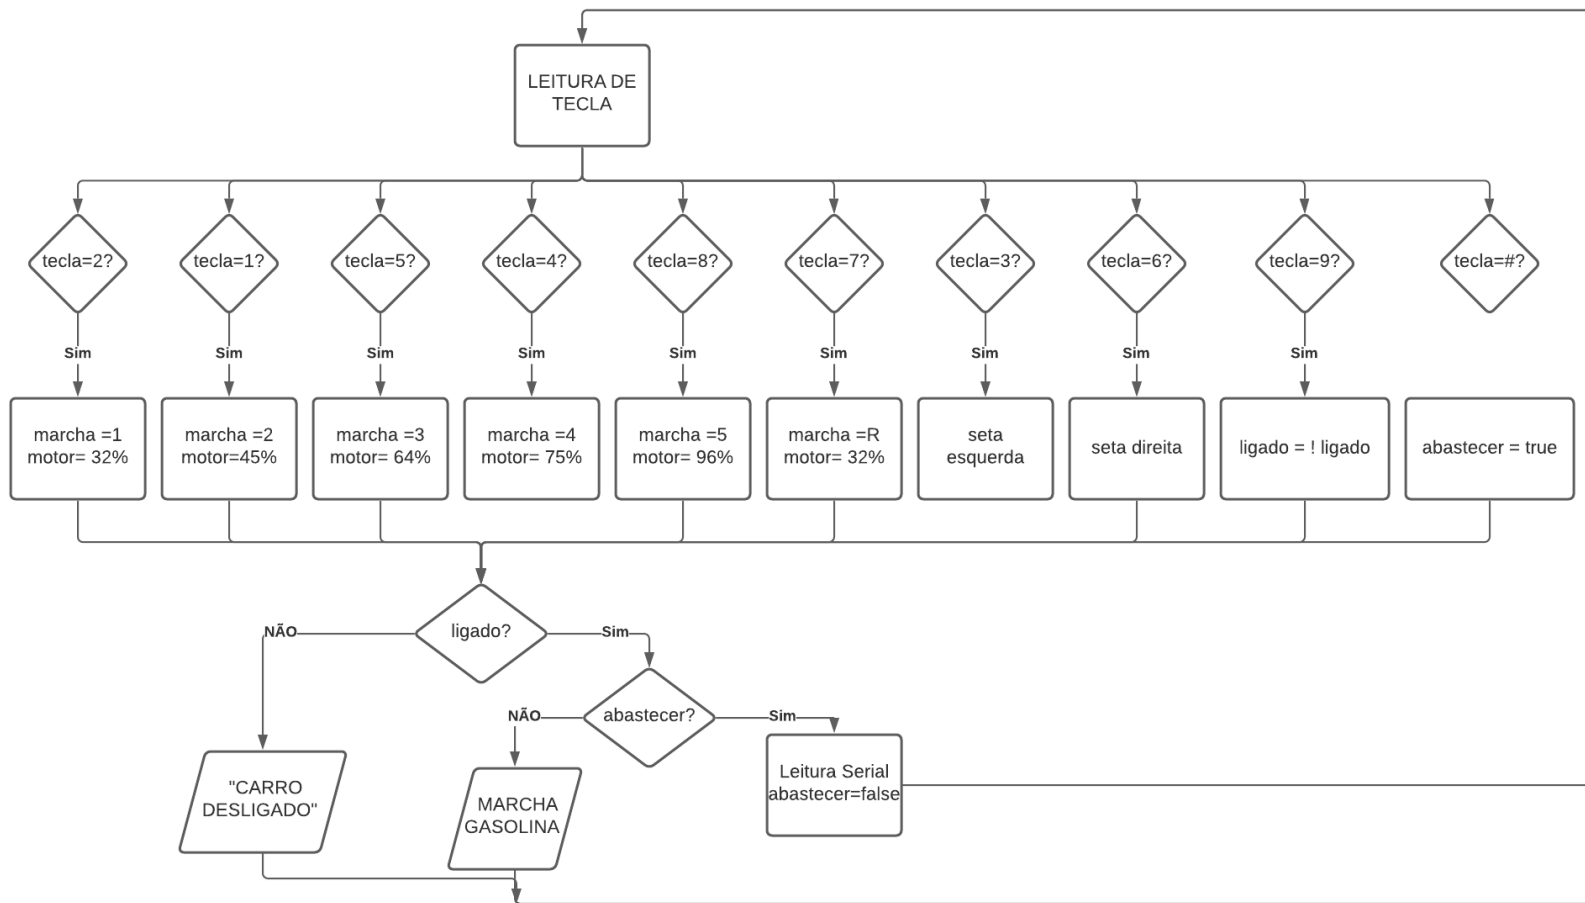 LEITURA DE
TECLA
tecla=2?
tecla=1?
tecla=5?
tecla=4?
tecla=8?
tecla=7?
tecla=3?
tecla=6?
tecla=9?
tecla=#?
Sim
Sim
Sim
Sim
Sim
Sim
Sim
Sim
Sim
marcha =1
motor= 32%
marcha =2
motor=45%
marcha =3
motor= 64%
marcha =4
motor= 75%
marcha =5
motor= 96%
marcha =R
motor= 32%
seta
esquerda
seta direita
ligado = ! ligado
abastecer = true
ligado?
NÃO
Sim
abastecer?
NÃO
Sim
"CARRO
DESLIGADO"
MARCHA
GASOLINA
Leitura Serial
abastecer=false